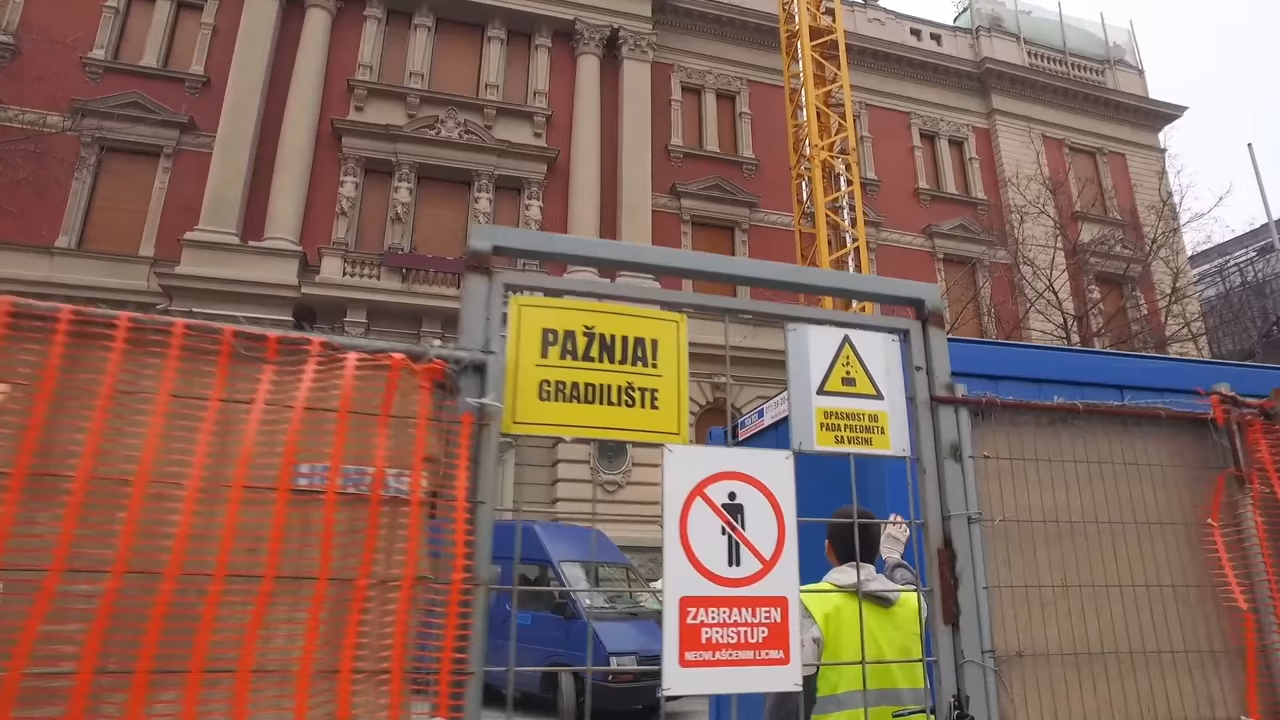 PAŽNJA!
GRADILIŠTE
OPASNOST OD
PADA PREDMETA
SA VISINE
ZABRANJEN
PRISTUP
NEOVLAŠĆENIM LICIMA